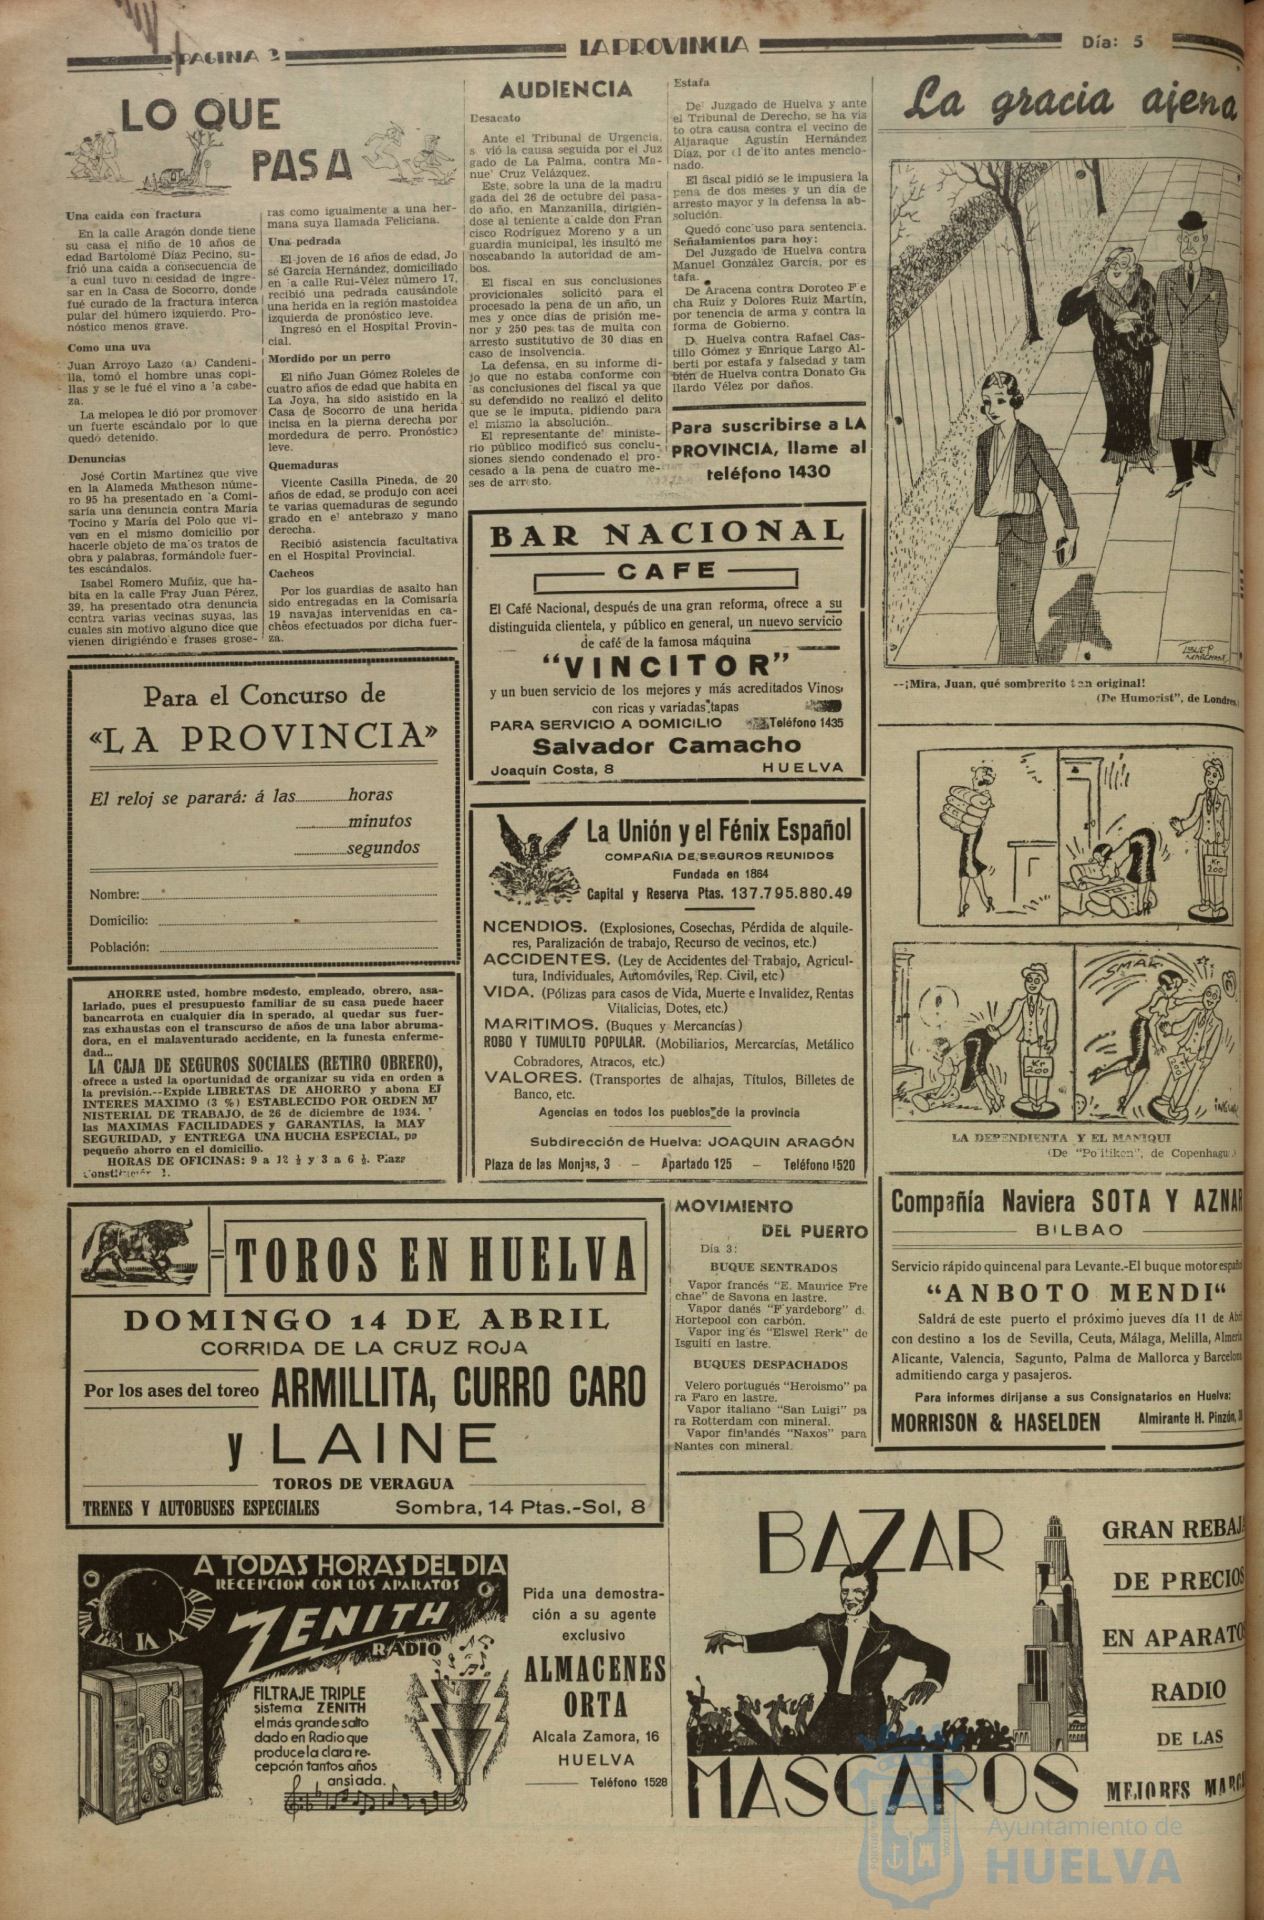 PAGINA 2
LA PROVINCIA
Día: 5
LO QUE
PASA
Una caida con fractura
En la calle Aragón donde tiene
su casa el niño de 10 años de
edad Bartolomé Díaz Pecino, su-
frió una caida a consecuencia de
'a cual tuvo necesidad de ingre-
sar en la Casa de Socorro, donde
fué curado de la fractura interca
pular del húmero izquierdo. Pro-
nóstico menos grave.
Como una uva
Juan Arroyo Lazo (a) Candeni-
lla, tomó el hombre unas copi-
llas y se le fué el vino a 'a cabe-
za.
La melopea le dió por promover
un fuerte escándalo por lo que
quedó detenido.
Denuncias
José Cortin Martínez que vive
en la Alameda Matheson núme-
ro 95 ha presentado en 'a Comi-
saría una denuncia contra María
Tocino y María del Polo que vi-
ven en el mismo domicilio por
hacerle objeto de ma'os tratos de
obra y palabras, formándole fuer-
tes escándalos.
Isabel Romero Muñiz, que ha-
bita en la calle Fray Juan Pérez,
39, ha presentado otra denuncia
contra varias vecinas suyas, las
cuales sin motivo alguno dice que
vienen dirigiéndo'e frases grose-
ras como igualmente a una her-
mana suya llamada Feliciana.
Una pedrada
El joven de 16 años de edad, Jo
sé García Hernández, domiciliado
en 'a calle Rui-Vélez número 17,
recibió una pedrada causándole
una herida en la región mastoidea
izquierda de pronóstico leve.
Ingresó en el Hospital Provin-
cial.
Mordido por un perro
El niño Juan Gómez Roleles de
cuatro años de edad que habita en
La Joya, ha sido asistido en la
Casa de Socorro de una herida
incisa en la pierna derecha por
mordedura de perro. Pronóstico
leve.
Quemaduras
Vicente Casilla Pineda, de 20
años de edad, se produjo con acei
te varias quemaduras de segundo
grado en e' antebrazo y mano
derecha.
Recibió asistencia facultativa
en el Hospital Provincial.
Cacheos
Por los guardias de asalto han
sido entregadas en la Comisaría
19 navajas intervenidas en ca-
cheos efectuados por dicha fuer-
za.
AUDIENCIA
Desacato
Ante el Tribunal de Urgencia,
s vió la causa seguida por el Juz
gado de La Palma, contra Ma-
nue' Cruz Velázquez.
Este, sobre la una de la madru
gada del 26 de octubre del pasa-
do año, en Manzanilla, dirigién-
dose al teniente a calde don Fran
cisco Rodríguez Moreno y a un
guardia municipal, les insultó me
noscabando la autoridad de am-
bos.
El fiscal en sus conclusiones
provicionales solicitó para el
procesado la pena de un año, un
mes y once días de prisión me-
nor y 250 pesetas de multa con
arresto sustitutivo de 30 días en
caso de insolvencia.
La defensa, en su informe di-
jo que no estaba conforme con
'as conclusiones del fiscal ya que
su defendido no realizó el delito
que se le imputa, pidiendo para
el mismo la absolución.
El representante de' ministe-
rio público modificó sus conclu-
siones siendo condenado el pro-
cesado a la pena de cuatro me-
ses de arresto.
Estafa
De' Juzgado de Huelva y ante
el Tribunal de Derecho, se ha vis
to otra causa contra el vecino de
Aljaraque Agustín Hernández
Díaz, por el de'ito antes mencio-
nado.
El fiscal pidió se le impusiera la
pena de dos meses y un día de
arresto mayor y la defensa la ab-
solución.
Quedó conc'uso para sentencia.
Señalamientos para hoy:
Del Juzgado de Huelva contra
Manuel González García, por es
tafa.
De Aracena contra Doroteo F e
cha Ruiz y Dolores Ruiz Martín,
por tenencia de arma y contra la
forma de Gobierno.
D. Huelva contra Rafael Cas-
tillo Gómez y Enrique Largo Al-
berti por estafa y falsedad y tam
bién de Huelva contra Donato Ga
llardo Vélez por daños.
Para suscribirse a LA
PROVINCIA, llame al
teléfono 1430
La gracia ajena
--¡Mira, Juan, qué sombrerito tan original!
(De Humorist", de Londres.)
Kr. 200
SMAK
LA DEPENDIENTA Y EL MANIQUI
(De "Po'itiken", de Copenhague.)
Para el Concurso de
«LA PROVINCIA»
El reloj se parará: á las horas
minutos
segundos
Nombre:
Domicilio:
Población:
BAR NACIONAL
CAFE
El Café Nacional, después de una gran reforma, ofrece a su
distinguida clientela, y público en general, un nuevo servicio
de café de la famosa máquina
"VINCITOR"
y un buen servicio de los mejores y más acreditados Vinos
con ricas y variadas tapas
PARA SERVICIO A DOMICILIO Teléfono 1435
Salvador Camacho
Joaquín Costa, 8 HUELVA
La Unión y el Fénix Español
COMPAÑIA DE SEGUROS REUNIDOS
Fundada en 1864
Capital y Reserva Ptas. 137.795.880.49
NCENDIOS. (Explosiones, Cosechas, Pérdida de alquile-
res, Paralización de trabajo, Recurso de vecinos, etc.)
ACCIDENTES. (Ley de Accidentes del Trabajo, Agricul-
tura, Individuales, Automóviles, Rep. Civil, etc)
VIDA. (Pólizas para casos de Vida, Muerte e Invalidez, Rentas
Vitalicias, Dotes, etc.)
MARITIMOS. (Buques y Mercancías)
ROBO Y TUMULTO POPULAR. (Mobiliarios, Mercarcías, Metálico
Cobradores, Atracos, etc.)
VALORES. (Transportes de alhajas, Títulos, Billetes de
Banco, etc.
Agencias en todos los pueblos de la provincia
Subdirección de Huelva: JOAQUIN ARAGÓN
Plaza de las Monjas, 3 – Apartado 125 – Teléfono 1520
AHORRE usted, hombre modesto, empleado, obrero, asa-
lariado, pues el presupuesto familiar de su casa puede hacer
bancarrota en cualquier día in sperado, al quedar sus fuer-
zas exhaustas con el transcurso de años de una labor abruma-
dora, en el malaventurado accidente, en la funesta enferme-
dad...
LA CAJA DE SEGUROS SOCIALES (RETIRO OBRERO),
ofrece a usted la oportunidad de organizar su vida en orden a
la previsión.--Expide LIBRETAS DE AHORRO y abona El
INTERES MAXIMO (3 %) ESTABLECIDO POR ORDEN MI
NISTERIAL DE TRABAJO, de 26 de diciembre de 1934.
las MAXIMAS FACILIDADES y GARANTIAS, la MAY
SEGURIDAD, y ENTREGA UNA HUCHA ESPECIAL, pa
pequeño ahorro en el domicilio.
HORAS DE OFICINAS: 9 a 12 ½ y 3 a 6 ½.
TOROS EN HUELVA
DOMINGO 14 DE ABRIL
CORRIDA DE LA CRUZ ROJA
Por los ases del toreo ARMILLITA, CURRO CARO
y LAINE
TOROS DE VERAGUA
TRENES Y AUTOBUSES ESPECIALES Sombra, 14 Ptas.-Sol, 8
MOVIMIENTO
DEL PUERTO
Día 3:
BUQUE SENTRADOS
Vapor francés "E. Maurice Fre
chae" de Savona en lastre.
Vapor danés "F'yardeborg" d.
Hortepool con carbón.
Vapor ing'és "Elswel Rerk" de
Isguiti en lastre.
BUQUES DESPACHADOS
Velero portugués "Heroismo" pa
ra Faro en lastre.
Vapor italiano "San Luigi" pa
ra Rotterdam con mineral.
Vapor finlandés "Naxos" para
Nantes con mineral.
Compañía Naviera SOTA Y AZNAR
BILBAO
Servicio rápido quincenal para Levante.-El buque motor español
"ANBOTO MENDI"
Saldrá de este puerto el próximo jueves día 11 de Abri
con destino a los de Sevilla, Ceuta, Málaga, Melilla, Almería
Alicante, Valencia, Sagunto, Palma de Mallorca y Barcelona
admitiendo carga y pasajeros.
Para informes dirijanse a sus Consignatarios en Huelva:
MORRISON & HASELDEN Almirante H. Pinzón,
A TODAS HORAS DEL DIA
RECEPCION CON LOS APARATOS
ZENITH
RADIO
FILTRAJE TRIPLE
sistema ZENITH
el más grande salto
dado en Radio que
produce la clara re-
cepción tantos años
ansiada.
Pida una demostra-
ción a su agente
exclusivo
ALMACENES
ORTA
Alcala Zamora, 16
HUELVA
Teléfono 1528
BAZAR
MASCAROS
GRAN REBAJA
DE PRECIOS
EN APARATOS
RADIO
DE LAS
MEJORES MARCA
Ayuntamiento de
HUELVA